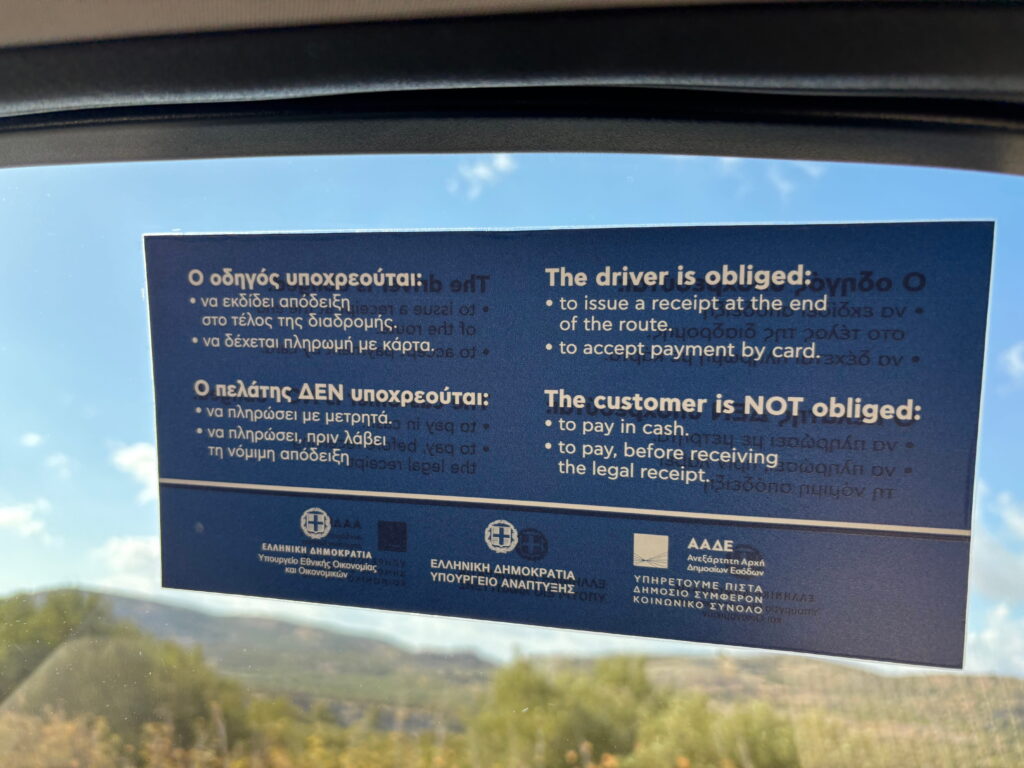 Ο οδηγός υποχρεούται:
• να εκδίδει απόδειξη
στο τέλος της διαδρομής.
• να δέχεται πληρωμή με κάρτα.
Ο πελάτης ΔΕΝ υποχρεούται:
• να πληρώσει με μετρητά.
• να πληρώσει, πριν λάβει
τη νόμιμη απόδειξη
The driver is obliged:
• to issue a receipt at the end
of the route.
• to accept payment by card.
The customer is NOT obliged:
• to pay in cash.
• to pay, before receiving
the legal receipt.
ΕΛΛΗΝΙΚΗ ΔΗΜΟΚΡΑΤΙΑ
Υπουργείο Εθνικής Οικονομίας
και Οικονομικών
ΕΛΛΗΝΙΚΗ ΔΗΜΟΚΡΑΤΙΑ
ΥΠΟΥΡΓΕΙΟ ΑΝΑΠΤΥΞΗΣ
ΑΑΔΕ
Ανεξάρτητη Αρχή
Δημοσίων Εσόδων
ΥΠΗΡΕΤΟΥΜΕ ΠΙΣΤΑ
ΔΗΜΟΣΙΟ ΣΥΜΦΕΡΟΝ
ΚΟΙΝΩΝΙΚΟ ΣΥΝΟΛΟ